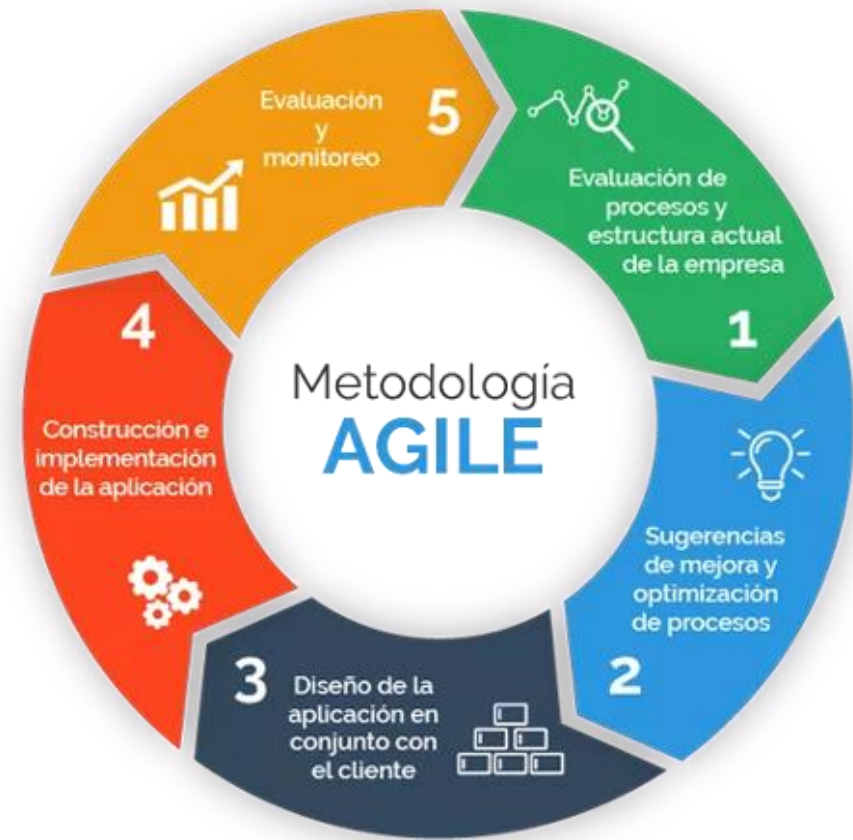 Metodología
AGILE
Evaluación de
procesos y
estructura actual
de la empresa
1
Sugerencias
de mejora y
optimización
de procesos
2
3
Diseño de la
aplicación en
conjunto con
el cliente
4
Construcción e
implementación
de la aplicación
5
Evaluación
y
monitoreo